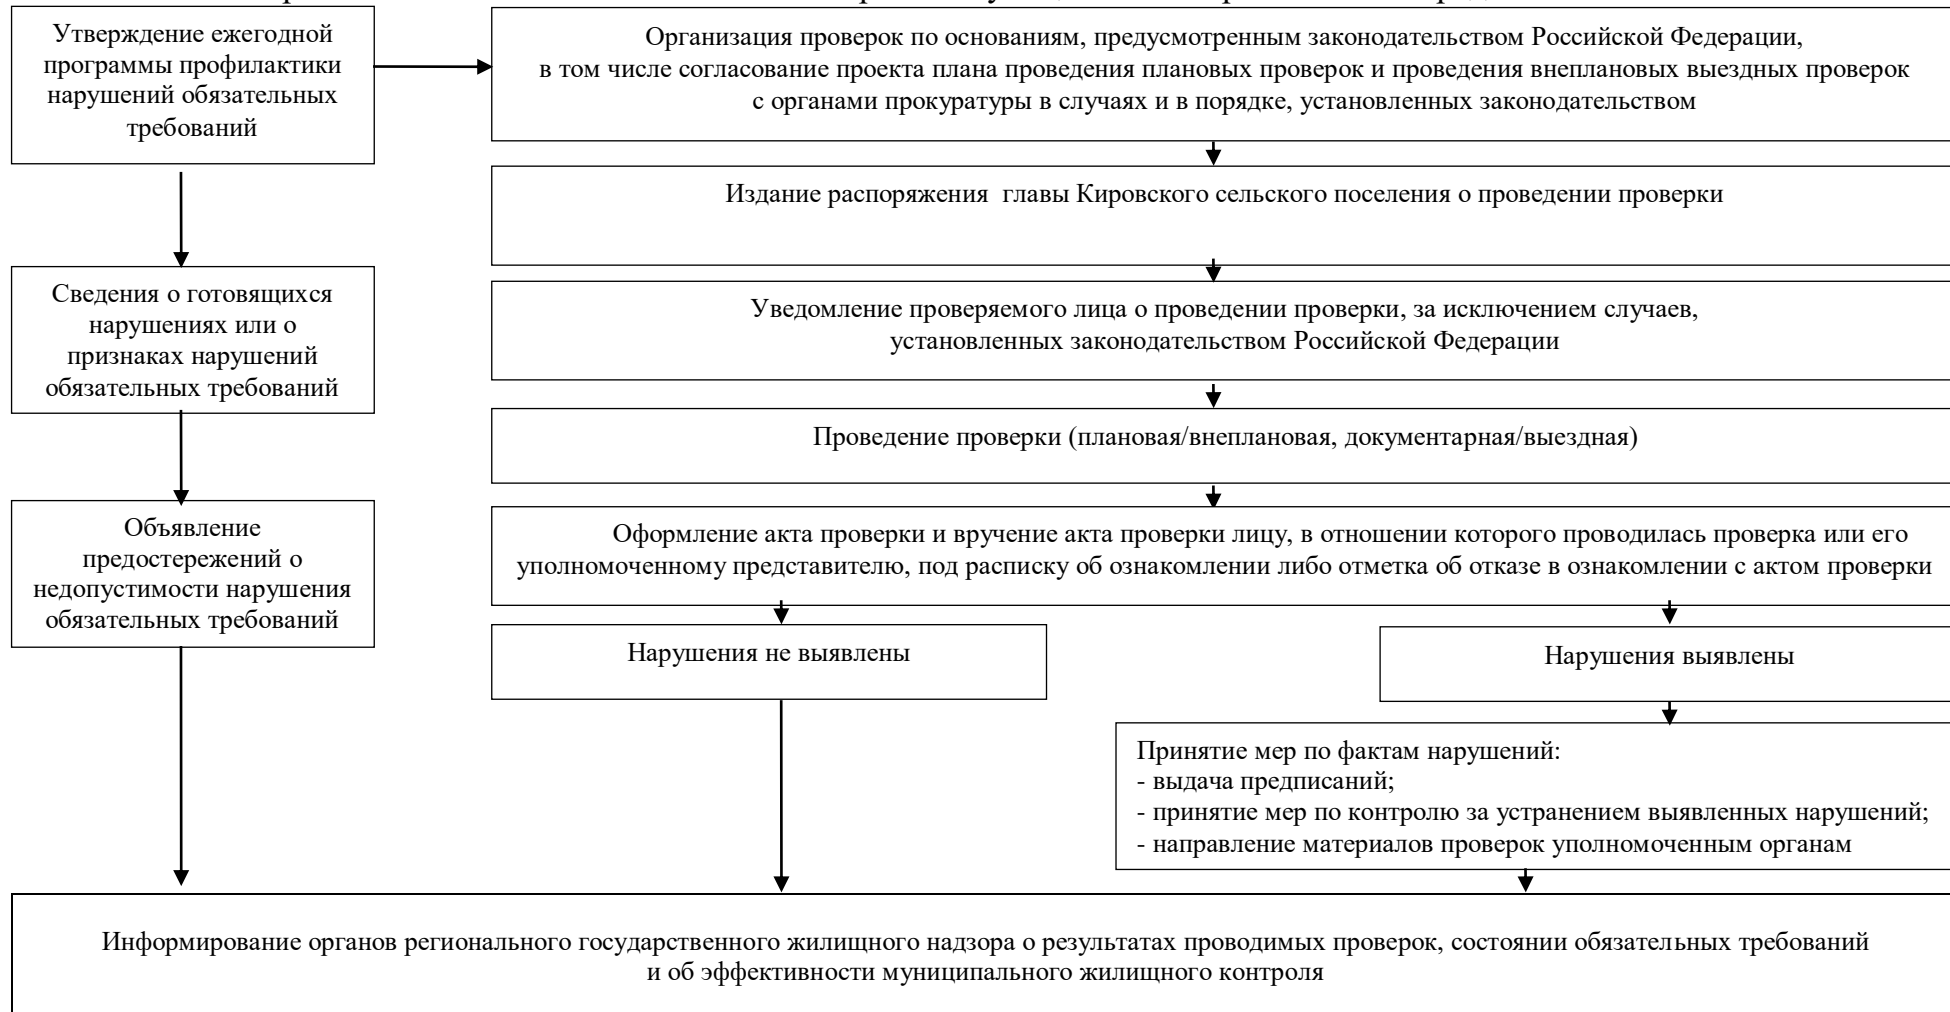 Утверждение ежегодной
программы профилактики
нарушений обязательных
требований
Организация проверок по основаниям, предусмотренным законодательством Российской Федерации,
в том числе согласование проекта плана проведения плановых проверок и проведения внеплановых выездных проверок
с органами прокуратуры в случаях и в порядке, установленных законодательством
Издание распоряжения  главы Кировского сельского поселения о проведении проверки
Сведения о готовящихся
нарушениях или о
признаках нарушений
обязательных требований
Уведомление проверяемого лица о проведении проверки, за исключением случаев,
установленных законодательством Российской Федерации
Проведение проверки (плановая/внеплановая, документарная/выездная)
Объявление
предостережений о
недопустимости нарушения
обязательных требований
Оформление акта проверки и вручение акта проверки лицу, в отношении которого проводилась проверка или его
уполномоченному представителю, под расписку об ознакомлении либо отметка об отказе в ознакомлении с актом проверки
Нарушения не выявлены
Нарушения выявлены
Принятие мер по фактам нарушений:
- выдача предписаний;
- принятие мер по контролю за устранением выявленных нарушений;
- направление материалов проверок уполномоченным органам
Информирование органов регионального государственного жилищного надзора о результатах проводимых проверок, состоянии обязательных требований
и об эффективности муниципального жилищного контроля